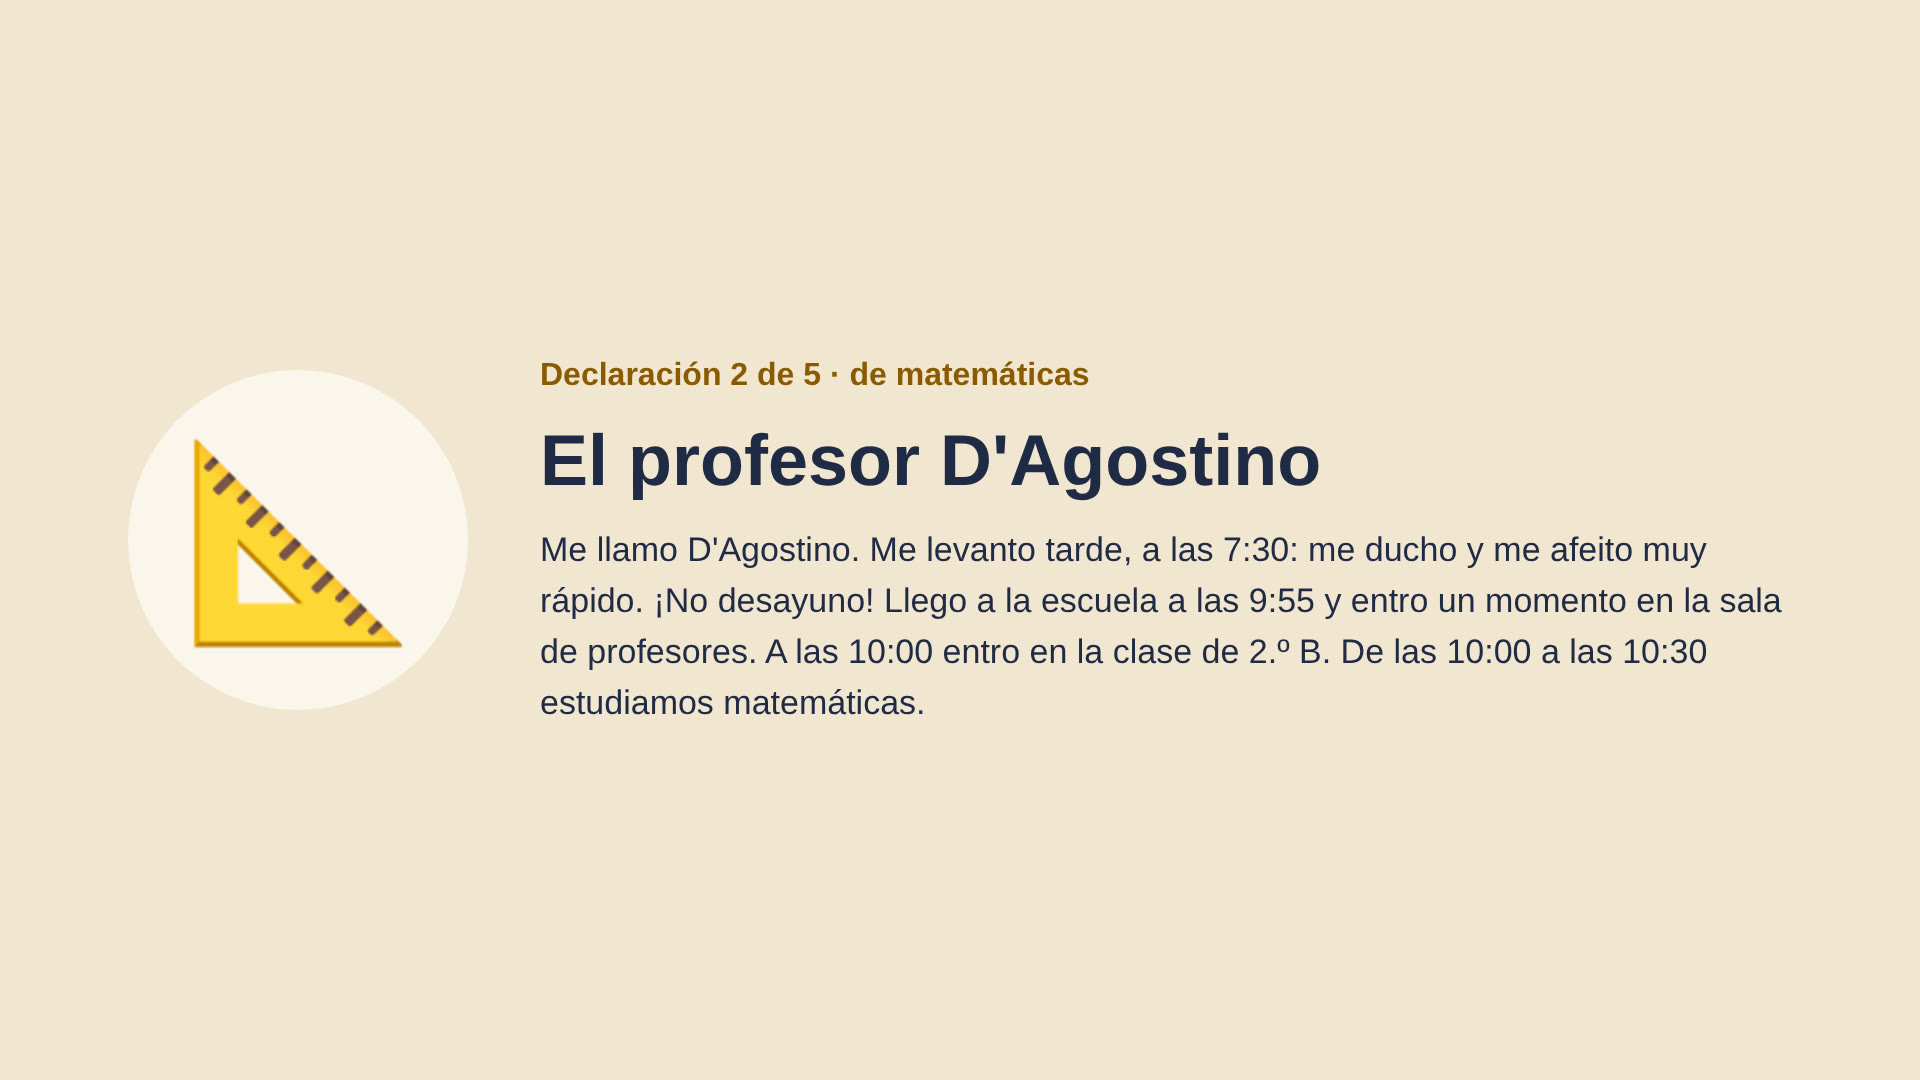 Declaración 2 de 5 · de matemáticas
El profesor D'Agostino
Me llamo D'Agostino. Me levanto tarde, a las 7:30: me ducho y me afeito muy
rápido. ¡No desayuno! Llego a la escuela a las 9:55 y entro un momento en la sala
de profesores. A las 10:00 entro en la clase de 2.º B. De las 10:00 a las 10:30
estudiamos matemáticas.